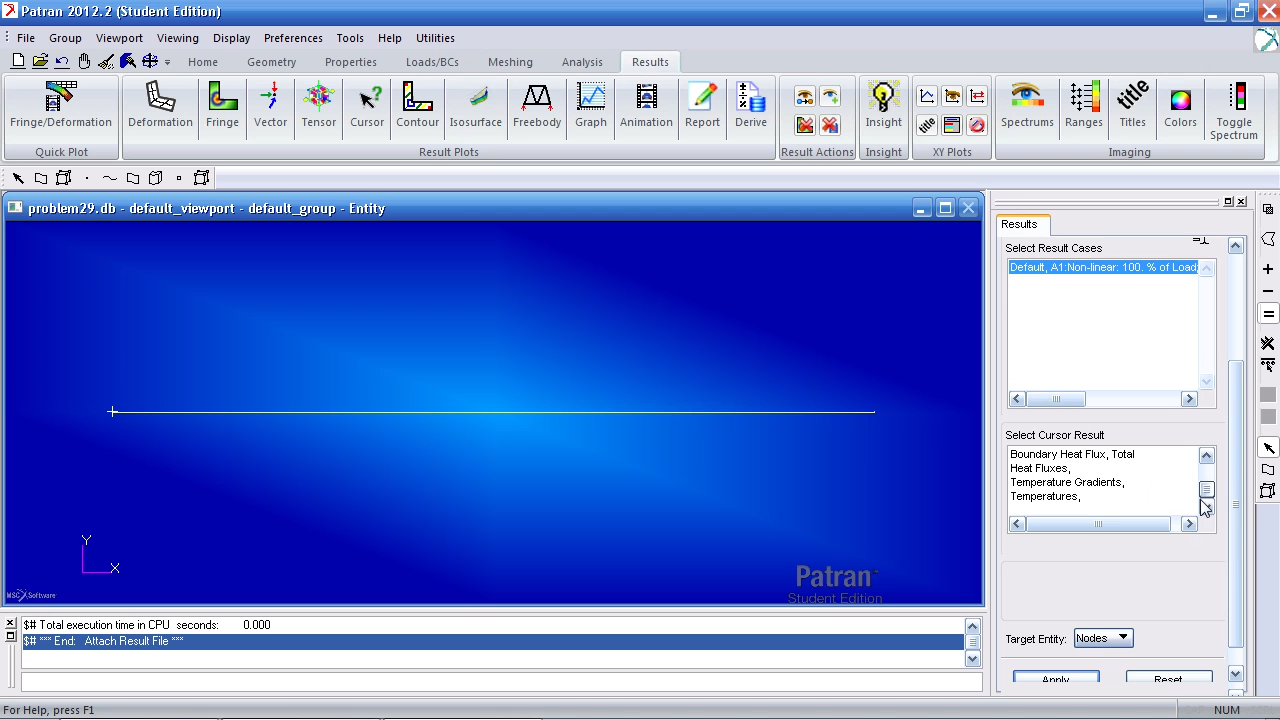 Patran 2012.2 (Student Edition)
File Group Viewport Viewing Display Preferences Tools Help Utilities
Home Geometry Properties Loads/BCs Meshing Analysis Results
Fringe/Deformation Deformation Fringe Vector Tensor Cursor Contour Isosurface Freebody Graph Animation Report Derive Insight Spectrums Ranges Titles Colors Toggle Spectrum
Quick Plot Result Plots Result Actions Insight XY Plots Imaging
problem29.db - default_viewport - default_group - Entity
Results
Select Result Cases
Default, A1:Non-linear: 100. % of Load
Select Cursor Result
Boundary Heat Flux, Total
Heat Fluxes,
Temperature Gradients,
Temperatures,
Y
X
MSC Software
Patran
Student Edition
Target Entity: Nodes
Apply Reset
$# Total execution time in CPU seconds: 0.000
$# *** End: Attach Result File ***
For Help, press F1
NUM